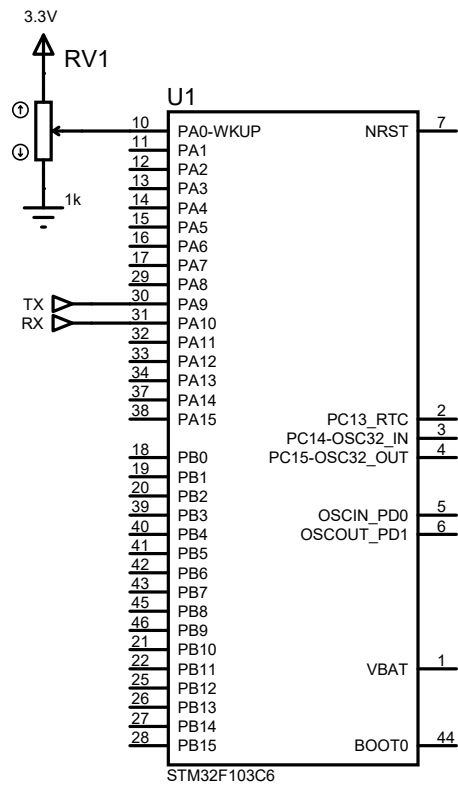 3.3V
RV1
U1
10 PA0-WKUP NRST 7
11 PA1
12 PA2
13 PA3
1k
14 PA4
15 PA5
16 PA6
17 PA7
29 PA8
TX 30 PA9
RX 31 PA10
32 PA11
33 PA12
34 PA13
37 PA14
38 PA15 PC13_RTC 2
PC14-OSC32_IN 3
18 PB0 PC15-OSC32_OUT 4
19 PB1
20 PB2
39 PB3 OSCIN_PD0 5
40 PB4 OSCOUT_PD1 6
41 PB5
42 PB6
43 PB7
45 PB8
46 PB9
21 PB10
22 PB11 VBAT 1
25 PB12
26 PB13
27 PB14
28 PB15 BOOT0 44
STM32F103C6